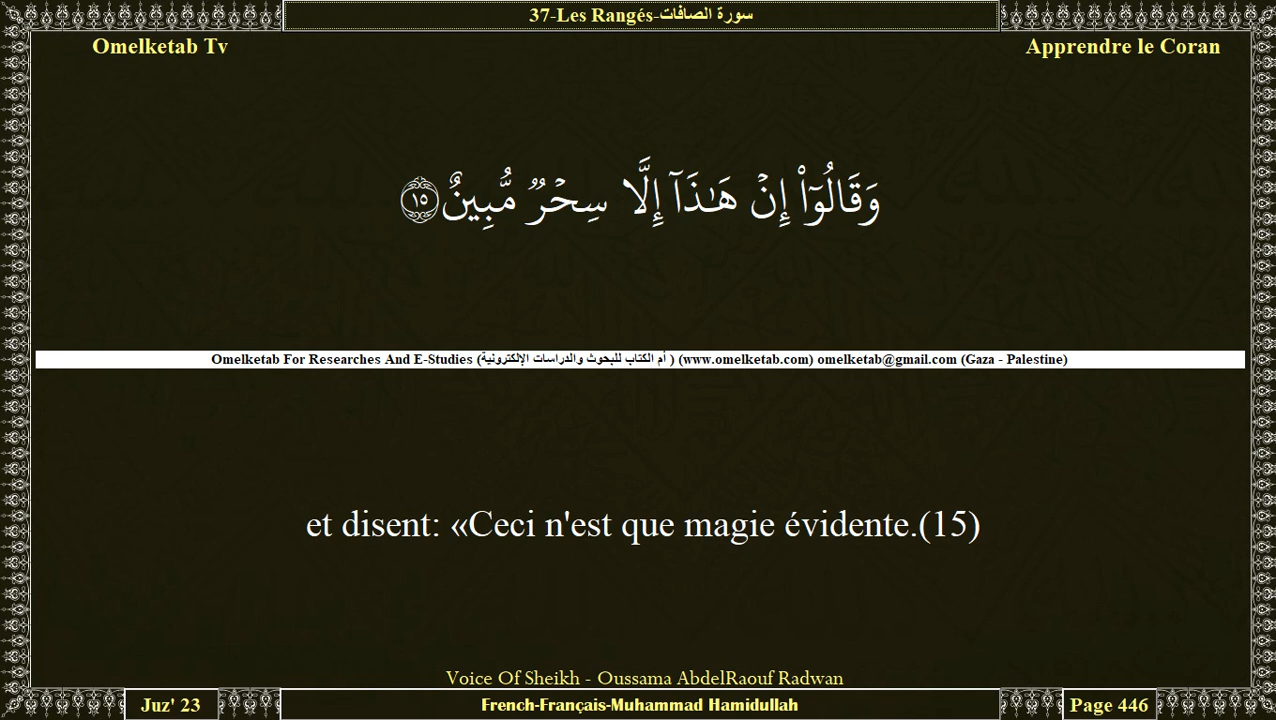 37-Les Rangés-سورة الصافات
Omelketab Tv
Apprendre le Coran
وَقَالُوٓاْ إِنۡ هَٰذَآ إِلَّا سِحۡرٞ مُّبِينٌ ١٥
Omelketab For Researches And E-Studies (أم الكتاب للبحوث والدراسات الإلكترونية ) (www.omelketab.com) omelketab@gmail.com (Gaza - Palestine)
et disent: «Ceci n'est que magie évidente.(15)
Voice Of Sheikh - Oussama AbdelRaouf Radwan
Juz' 23
French-Français-Muhammad Hamidullah
Page 446